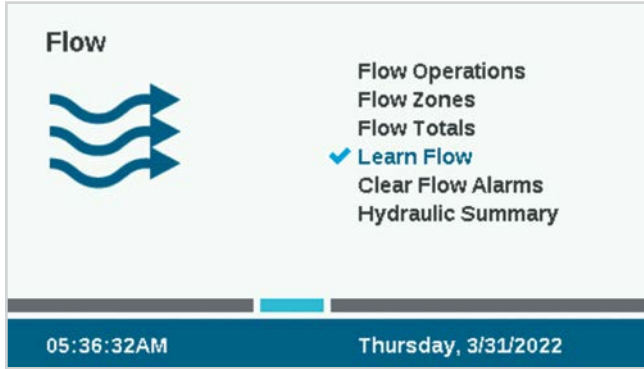 Flow
Flow Operations
Flow Zones
Flow Totals
Learn Flow
Clear Flow Alarms
Hydraulic Summary
05:36:32AM
Thursday, 3/31/2022